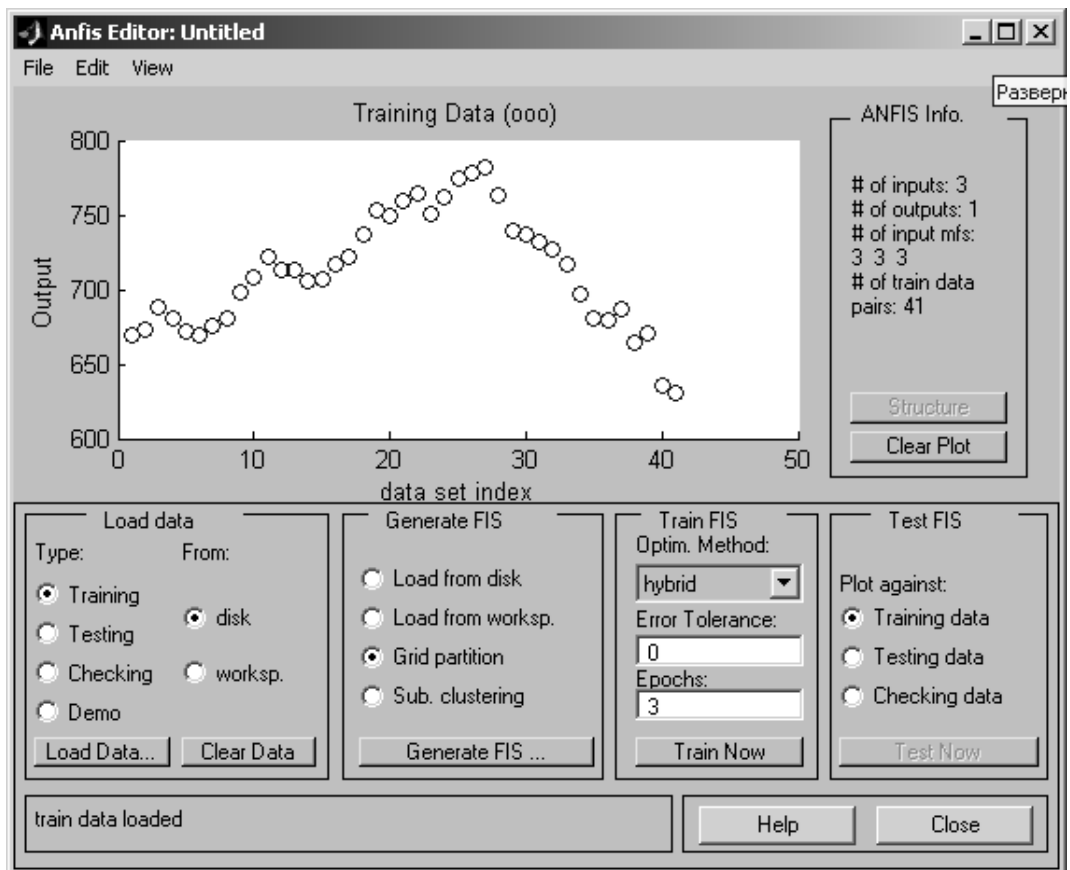 Anfis Editor: Untitled
File Edit View
Разверн
Training Data (ooo)
800
750
700
650
600
Output
0 10 20 30 40 50
data set index
ANFIS Info.
# of inputs: 3
# of outputs: 1
# of input mfs:
3 3 3
# of train data
pairs: 41
Structure
Clear Plot
Load data
Type: From:
Training
disk
Testing
Checking worksp.
Demo
Load Data... Clear Data
Generate FIS
Load from disk
Load from worksp.
Grid partition
Sub. clustering
Generate FIS ...
Train FIS
Optim. Method:
hybrid
Error Tolerance:
0
Epochs:
3
Train Now
Test FIS
Plot against:
Training data
Testing data
Checking data
Test Now
train data loaded
Help Close